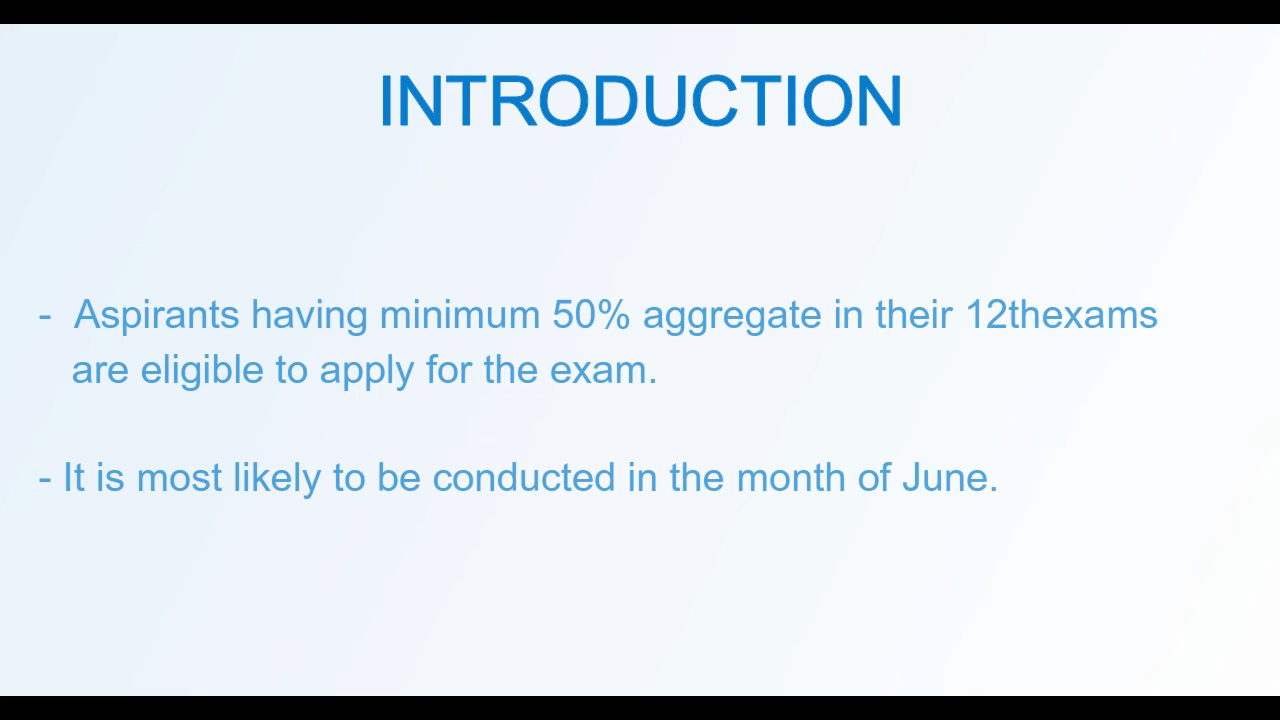 INTRODUCTION
- Aspirants having minimum 50% aggregate in their 12thexams
are eligible to apply for the exam.
- It is most likely to be conducted in the month of June.